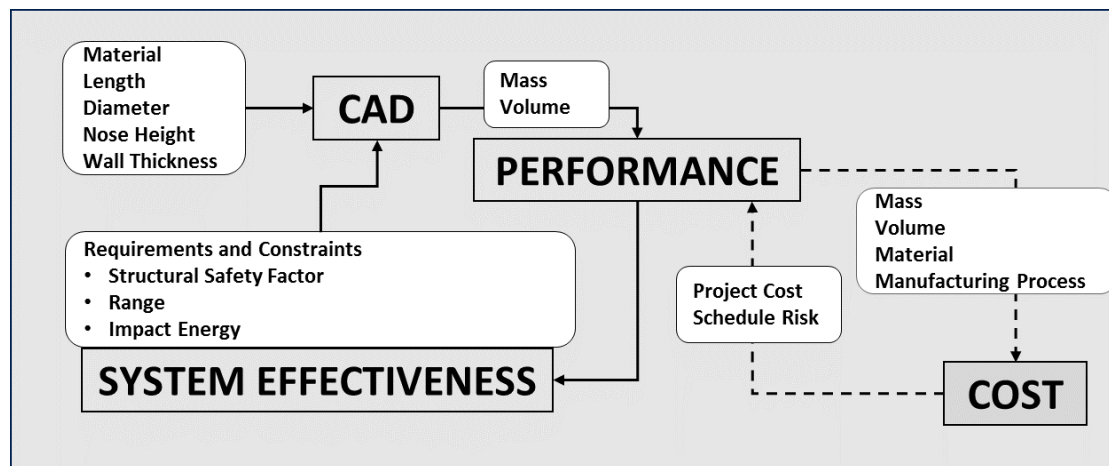 Material
Length
Diameter
Nose Height
Wall Thickness
CAD
Mass
Volume
PERFORMANCE
Mass
Volume
Material
Manufacturing Process
Requirements and Constraints
• Structural Safety Factor
• Range
• Impact Energy
Project Cost
Schedule Risk
SYSTEM EFFECTIVENESS
COST